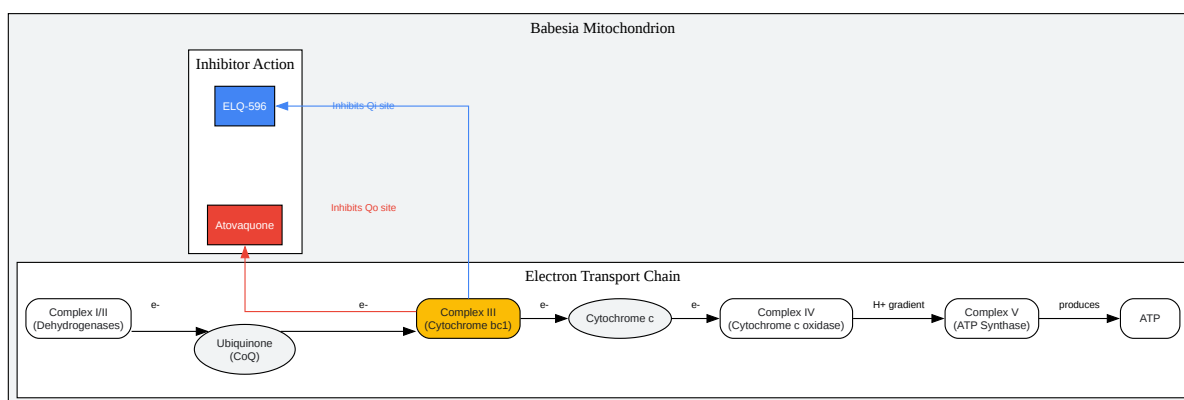 Babesia Mitochondrion
Inhibitor Action
ELQ-596
Inhibits Qi site
Atovaquone
Inhibits Qo site
Electron Transport Chain
Complex I/II
(Dehydrogenases)
e-
Ubiquinone
(CoQ)
e-
Complex III
(Cytochrome bc1)
e-
Cytochrome c
e-
Complex IV
(Cytochrome c oxidase)
H+ gradient
Complex V
(ATP Synthase)
produces
ATP